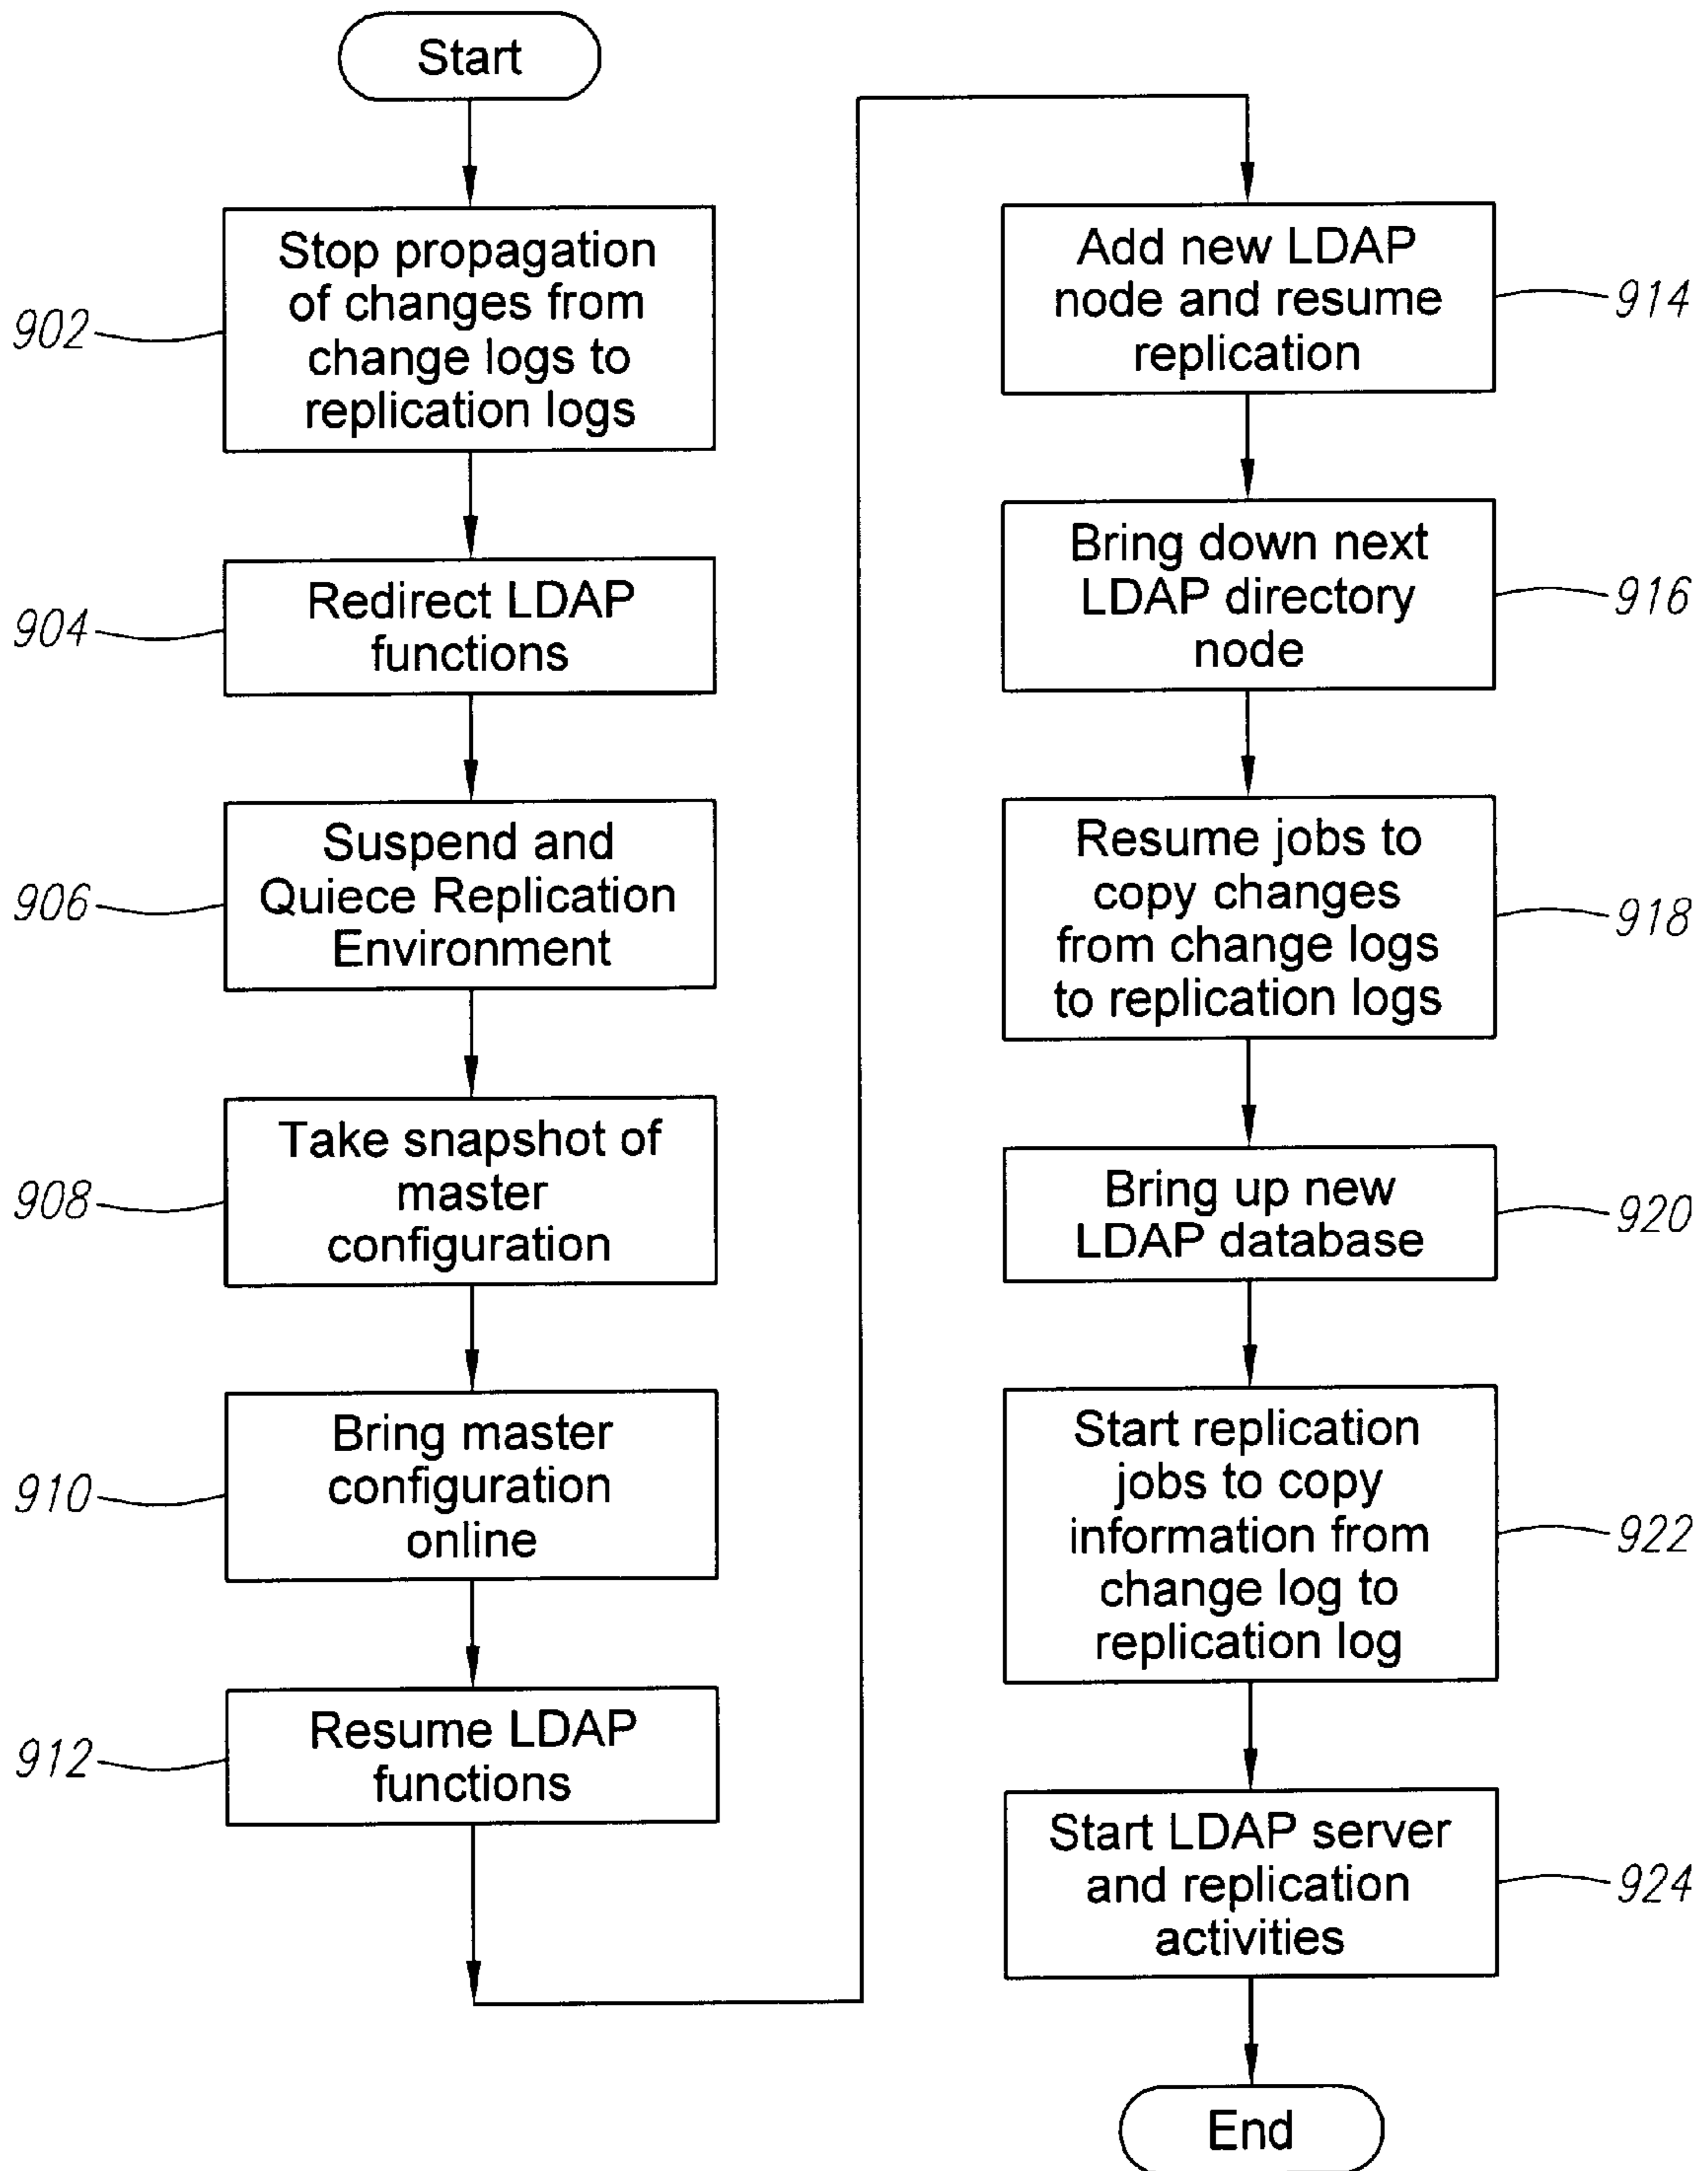 Start
902
Stop propagation
of changes from
change logs to
replication logs
904
Redirect LDAP
functions
906
Suspend and
Quiece Replication
Environment
908
Take snapshot of
master
configuration
910
Bring master
configuration
online
912
Resume LDAP
functions
Add new LDAP
node and resume
replication
914
Bring down next
LDAP directory
node
916
Resume jobs to
copy changes
from change logs
to replication logs
918
Bring up new
LDAP database
920
Start replication
jobs to copy
information from
change log to
replication log
922
Start LDAP server
and replication
activities
924
End